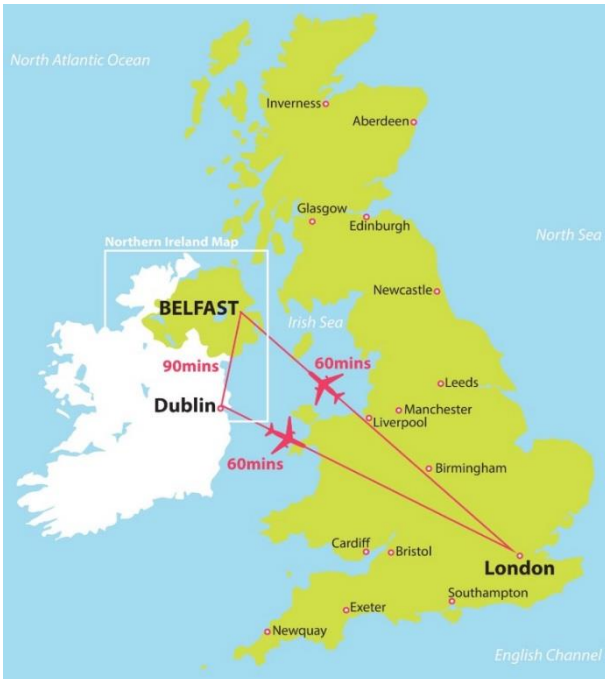 North Atlantic Ocean
Inverness
Aberdeen
Glasgow
Edinburgh
Northern Ireland Map
North Sea
Newcastle
BELFAST
Irish Sea
90mins
60mins
Leeds
Dublin
Manchester
Liverpool
60mins
Birmingham
Cardiff
Bristol
London
Southampton
Exeter
Newquay
English Channel